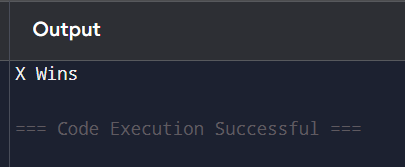 Output
X Wins
=== Code Execution Successful ===